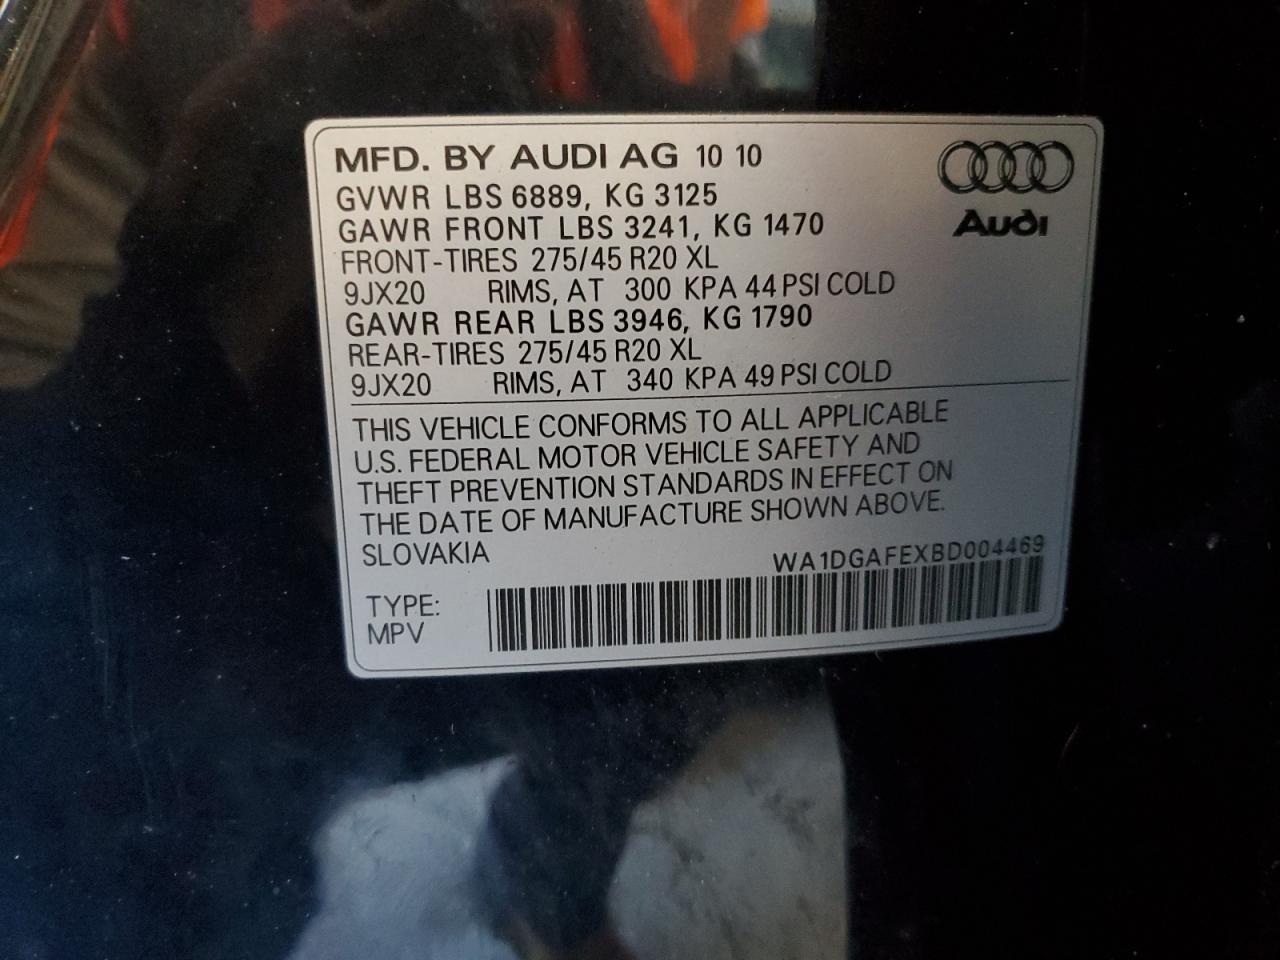 MFD. BY AUDI AG 10 10
GVWR LBS 6889, KG 3125
GAWR FRONT LBS 3241, KG 1470
FRONT-TIRES 275/45 R20 XL
9JX20 RIMS, AT 300 KPA 44 PSI COLD
GAWR REAR LBS 3946, KG 1790
REAR-TIRES 275/45 R20 XL
9JX20 RIMS, AT 340 KPA 49 PSI COLD
Audi
THIS VEHICLE CONFORMS TO ALL APPLICABLE
U.S. FEDERAL MOTOR VEHICLE SAFETY AND
THEFT PREVENTION STANDARDS IN EFFECT ON
THE DATE OF MANUFACTURE SHOWN ABOVE.
SLOVAKIA
WA1DGAFEXBD004469
TYPE:
MPV